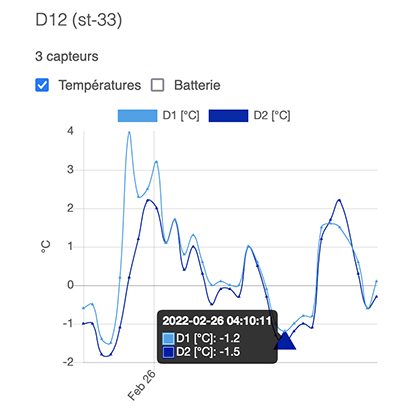 D12 (st-33)
3 capteurs
Températures Batterie
D1 [°C] D2 [°C]
4
3
2
1
0
-1
-2
°C
2022-02-26 04:10:11
D1 [°C]: -1.2
D2 [°C]: -1.5
Feb 26